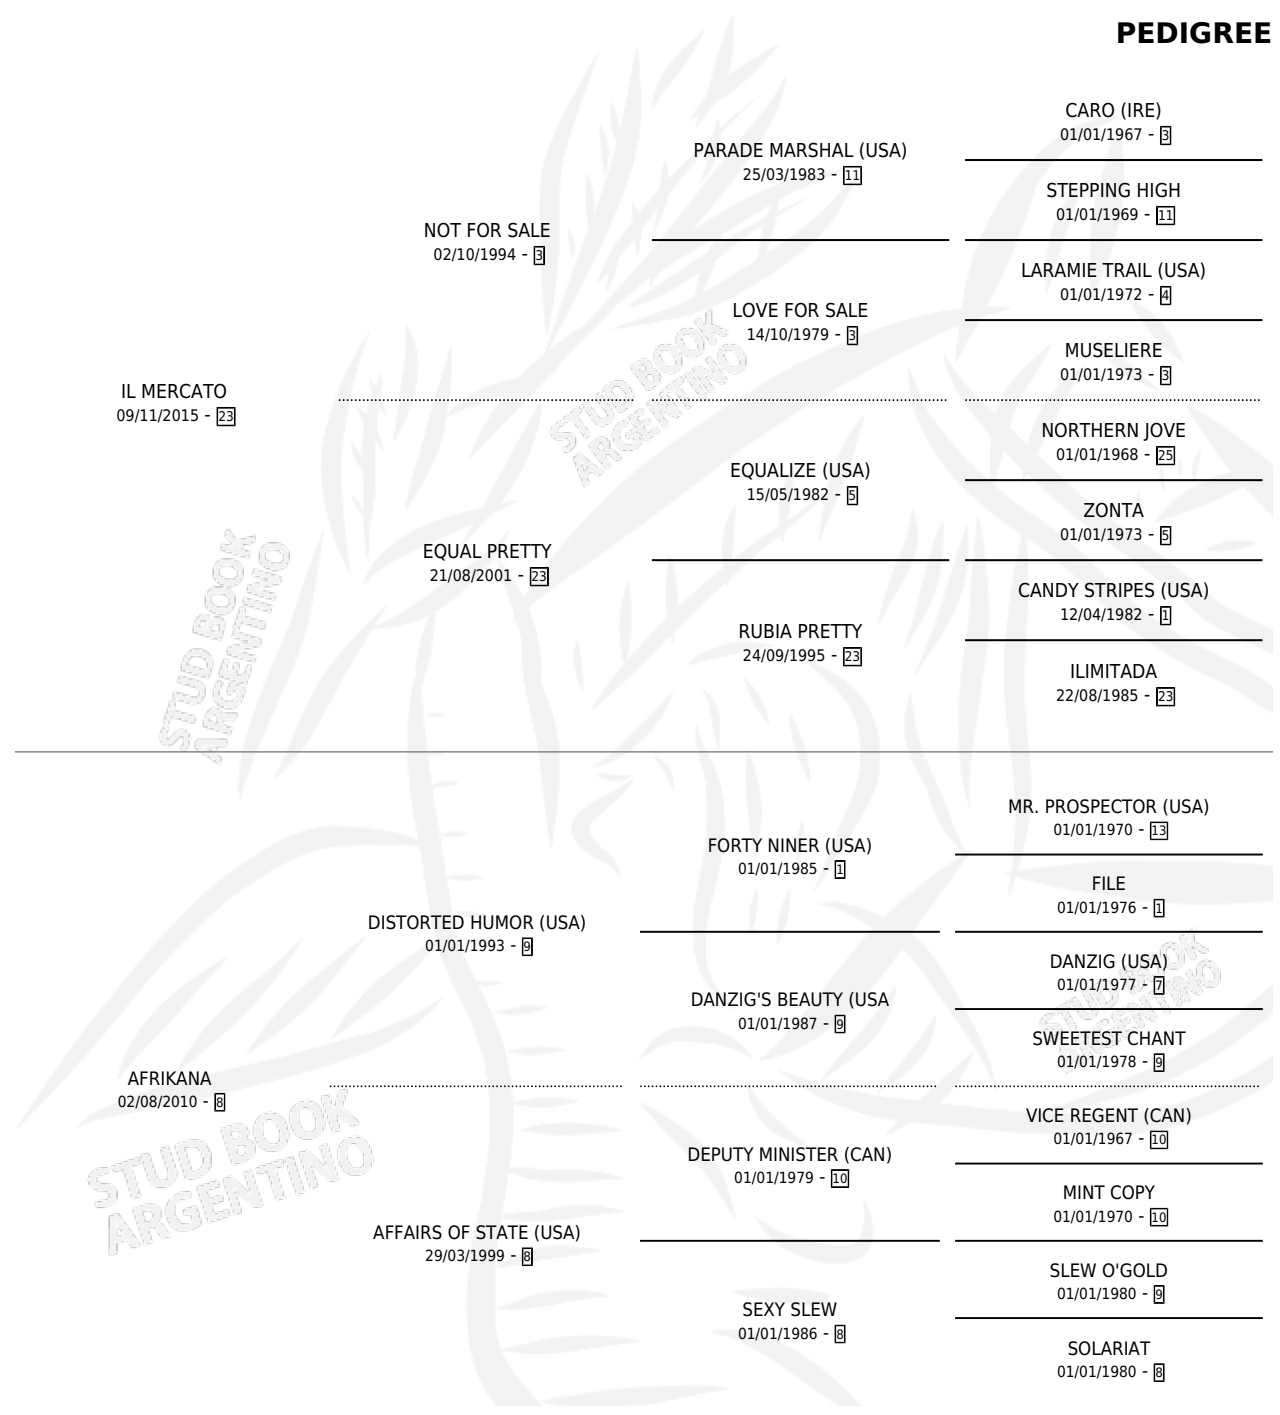 PEDIGREE
CARO (IRE)
01/01/1967 - 3
PARADE MARSHAL (USA)
25/03/1983 - 11
STEPPING HIGH
01/01/1969 - 11
NOT FOR SALE
02/10/1994 - 3
LARAMIE TRAIL (USA)
01/01/1972 - 4
LOVE FOR SALE
14/10/1979 - 3
MUSELIERE
01/01/1973 - 3
IL MERCATO
09/11/2015 - 23
NORTHERN JOVE
01/01/1968 - 25
EQUALIZE (USA)
15/05/1982 - 5
ZONTA
01/01/1973 - 5
EQUAL PRETTY
21/08/2001 - 23
CANDY STRIPES (USA)
12/04/1982 - 1
RUBIA PRETTY
24/09/1995 - 23
ILIMITADA
22/08/1985 - 23
STUD BOOK
ARGENTINO
STUD BOOK
ARGENTINO
MR. PROSPECTOR (USA)
01/01/1970 - 13
FORTY NINER (USA)
01/01/1985 - 1
FILE
01/01/1976 - 1
DISTORTED HUMOR (USA)
01/01/1993 - 9
DANZIG (USA)
01/01/1977 - 7
DANZIG'S BEAUTY (USA
01/01/1987 - 9
SWEETEST CHANT
01/01/1978 - 9
STUD BOOK
ARGENTINO
AFRIKANA
02/08/2010 - 8
VICE REGENT (CAN)
01/01/1967 - 10
DEPUTY MINISTER (CAN)
01/01/1979 - 10
MINT COPY
01/01/1970 - 10
STUD BOOK
ARGENTINO
AFFAIRS OF STATE (USA)
29/03/1999 - 8
SLEW O'GOLD
01/01/1980 - 9
SEXY SLEW
01/01/1986 - 8
SOLARIAT
01/01/1980 - 8